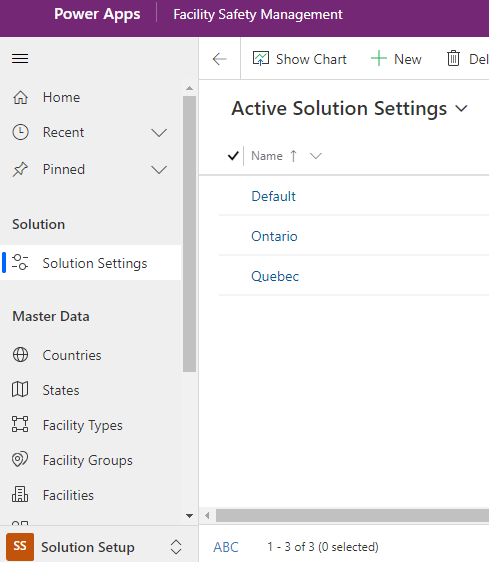 Power Apps
Facility Safety Management
Show Chart
New
Del
Home
Recent
Pinned
Solution
Solution Settings
Master Data
Countries
States
Facility Types
Facility Groups
Facilities
SS
Solution Setup
Active Solution Settings
Name
Default
Ontario
Quebec
ABC
1 - 3 of 3 (0 selected)